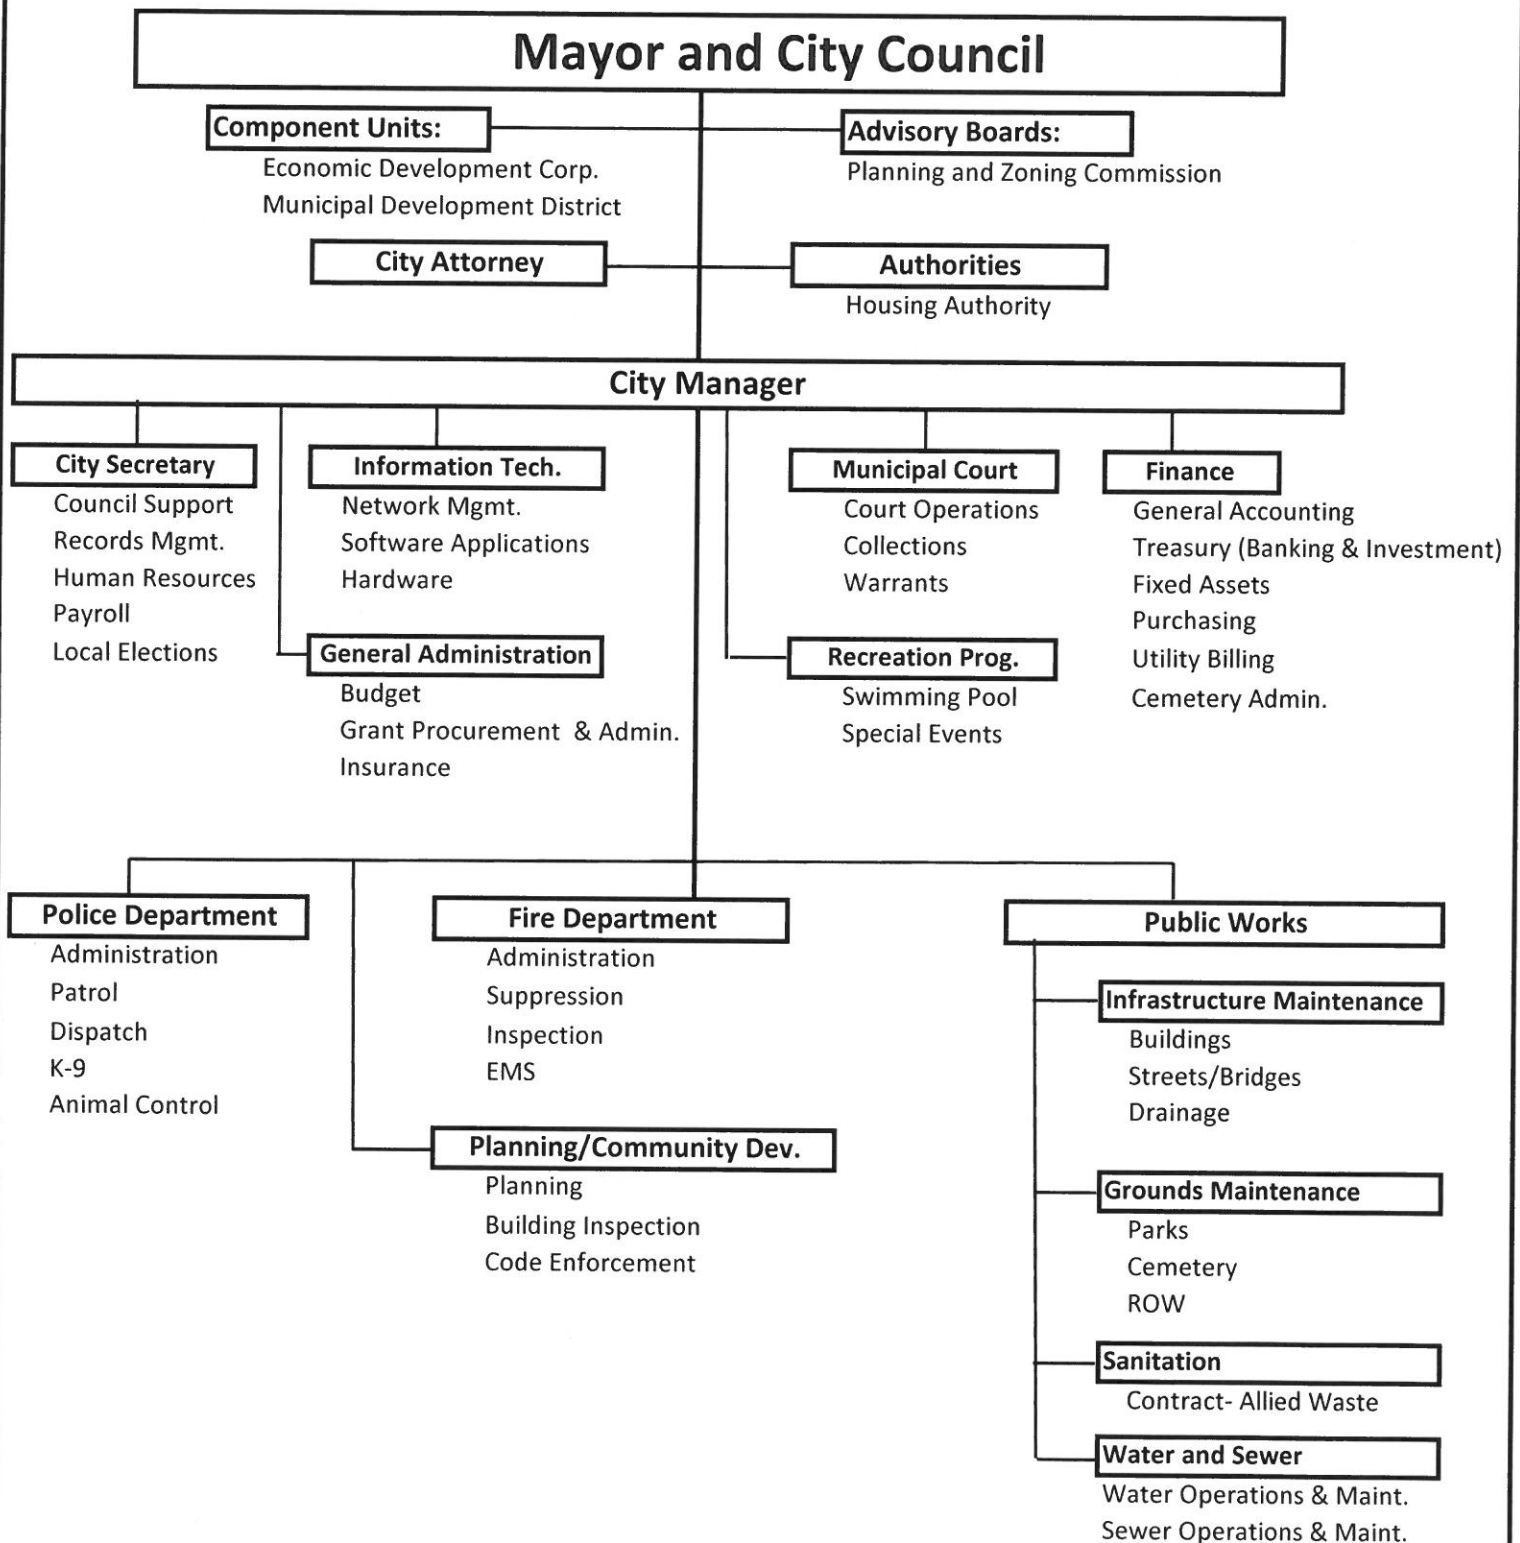 Mayor and City Council
Component Units:
Economic Development Corp.
Municipal Development District
Advisory Boards:
Planning and Zoning Commission
City Attorney
Authorities
Housing Authority
City Manager
City Secretary
Council Support
Records Mgmt.
Human Resources
Payroll
Local Elections
Information Tech.
Network Mgmt.
Software Applications
Hardware
General Administration
Budget
Grant Procurement & Admin.
Insurance
Municipal Court
Court Operations
Collections
Warrants
Recreation Prog.
Swimming Pool
Special Events
Finance
General Accounting
Treasury (Banking & Investment)
Fixed Assets
Purchasing
Utility Billing
Cemetery Admin.
Police Department
Administration
Patrol
Dispatch
K-9
Animal Control
Fire Department
Administration
Suppression
Inspection
EMS
Planning/Community Dev.
Planning
Building Inspection
Code Enforcement
Public Works
Infrastructure Maintenance
Buildings
Streets/Bridges
Drainage
Grounds Maintenance
Parks
Cemetery
ROW
Sanitation
Contract- Allied Waste
Water and Sewer
Water Operations & Maint.
Sewer Operations & Maint.